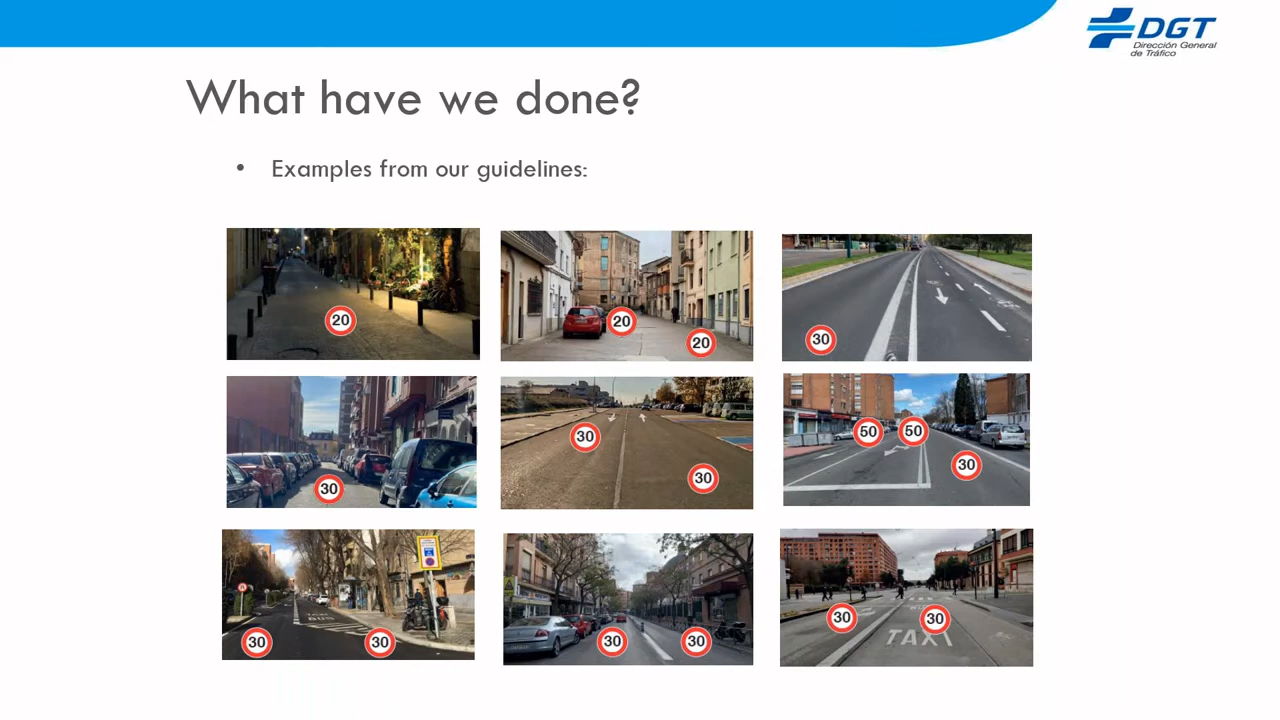 DGT
Dirección General
de Tráfico
What have we done?
• Examples from our guidelines:
20
20
20
30
30
30
30
50
50
30
30
30
BUS
30
30
30
30
TAXI